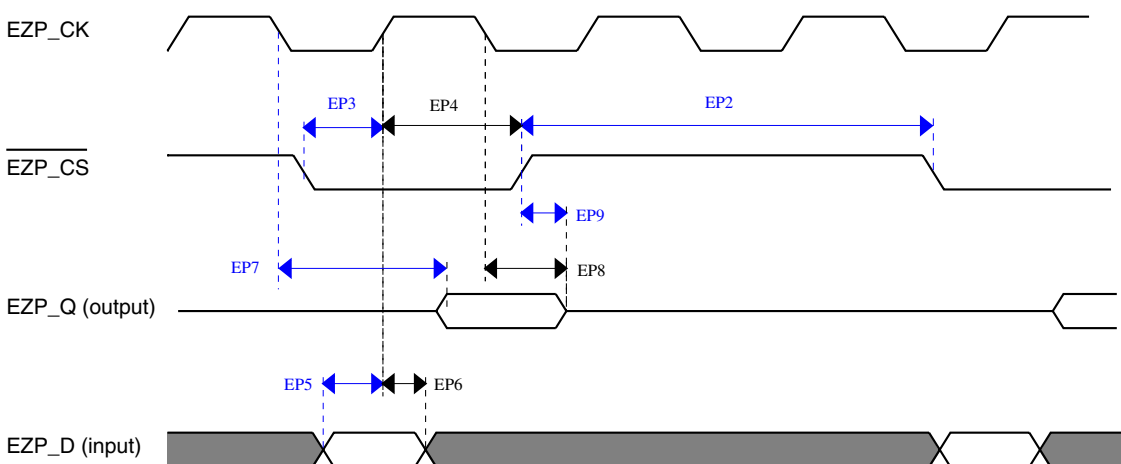 EZP_CK
EP3
EP4
EP2
EZP_CS
EP9
EP7
EP8
EZP_Q (output)
EP5
EP6
EZP_D (input)